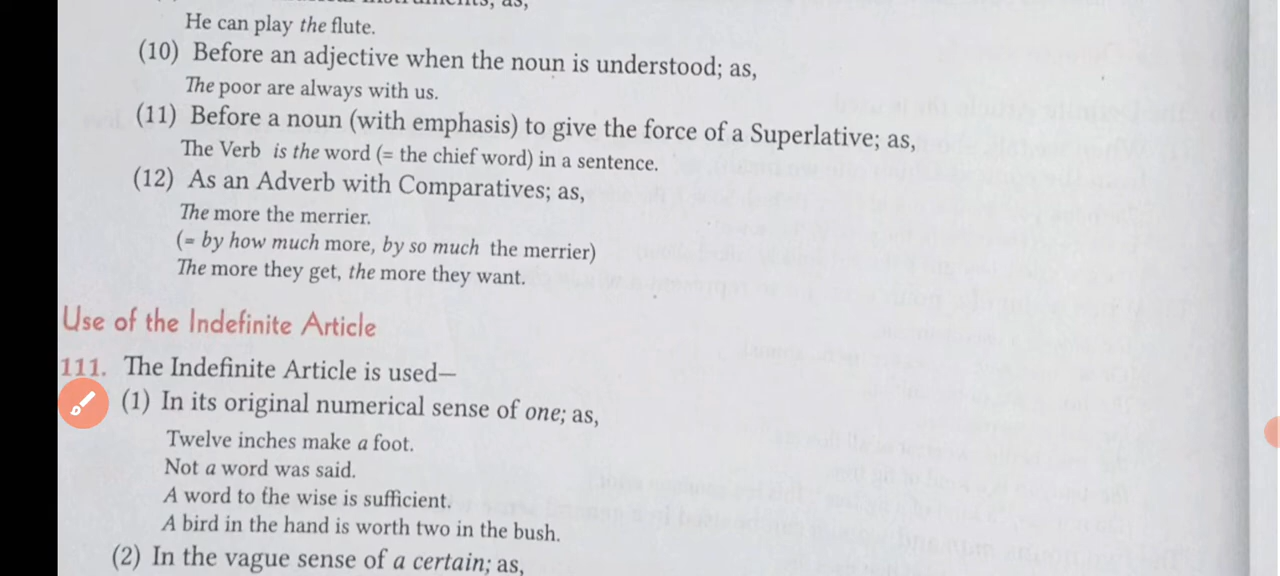 He can play the flute.
(10) Before an adjective when the noun is understood; as,
The poor are always with us.
(11) Before a noun (with emphasis) to give the force of a Superlative; as,
The Verb is the word (= the chief word) in a sentence.
(12) As an Adverb with Comparatives; as,
The more the merrier.
(= by how much more, by so much the merrier)
The more they get, the more they want.
Use of the Indefinite Article
111. The Indefinite Article is used—
(1) In its original numerical sense of one; as,
Twelve inches make a foot.
Not a word was said.
A word to the wise is sufficient.
A bird in the hand is worth two in the bush.
(2) In the vague sense of a certain; as,